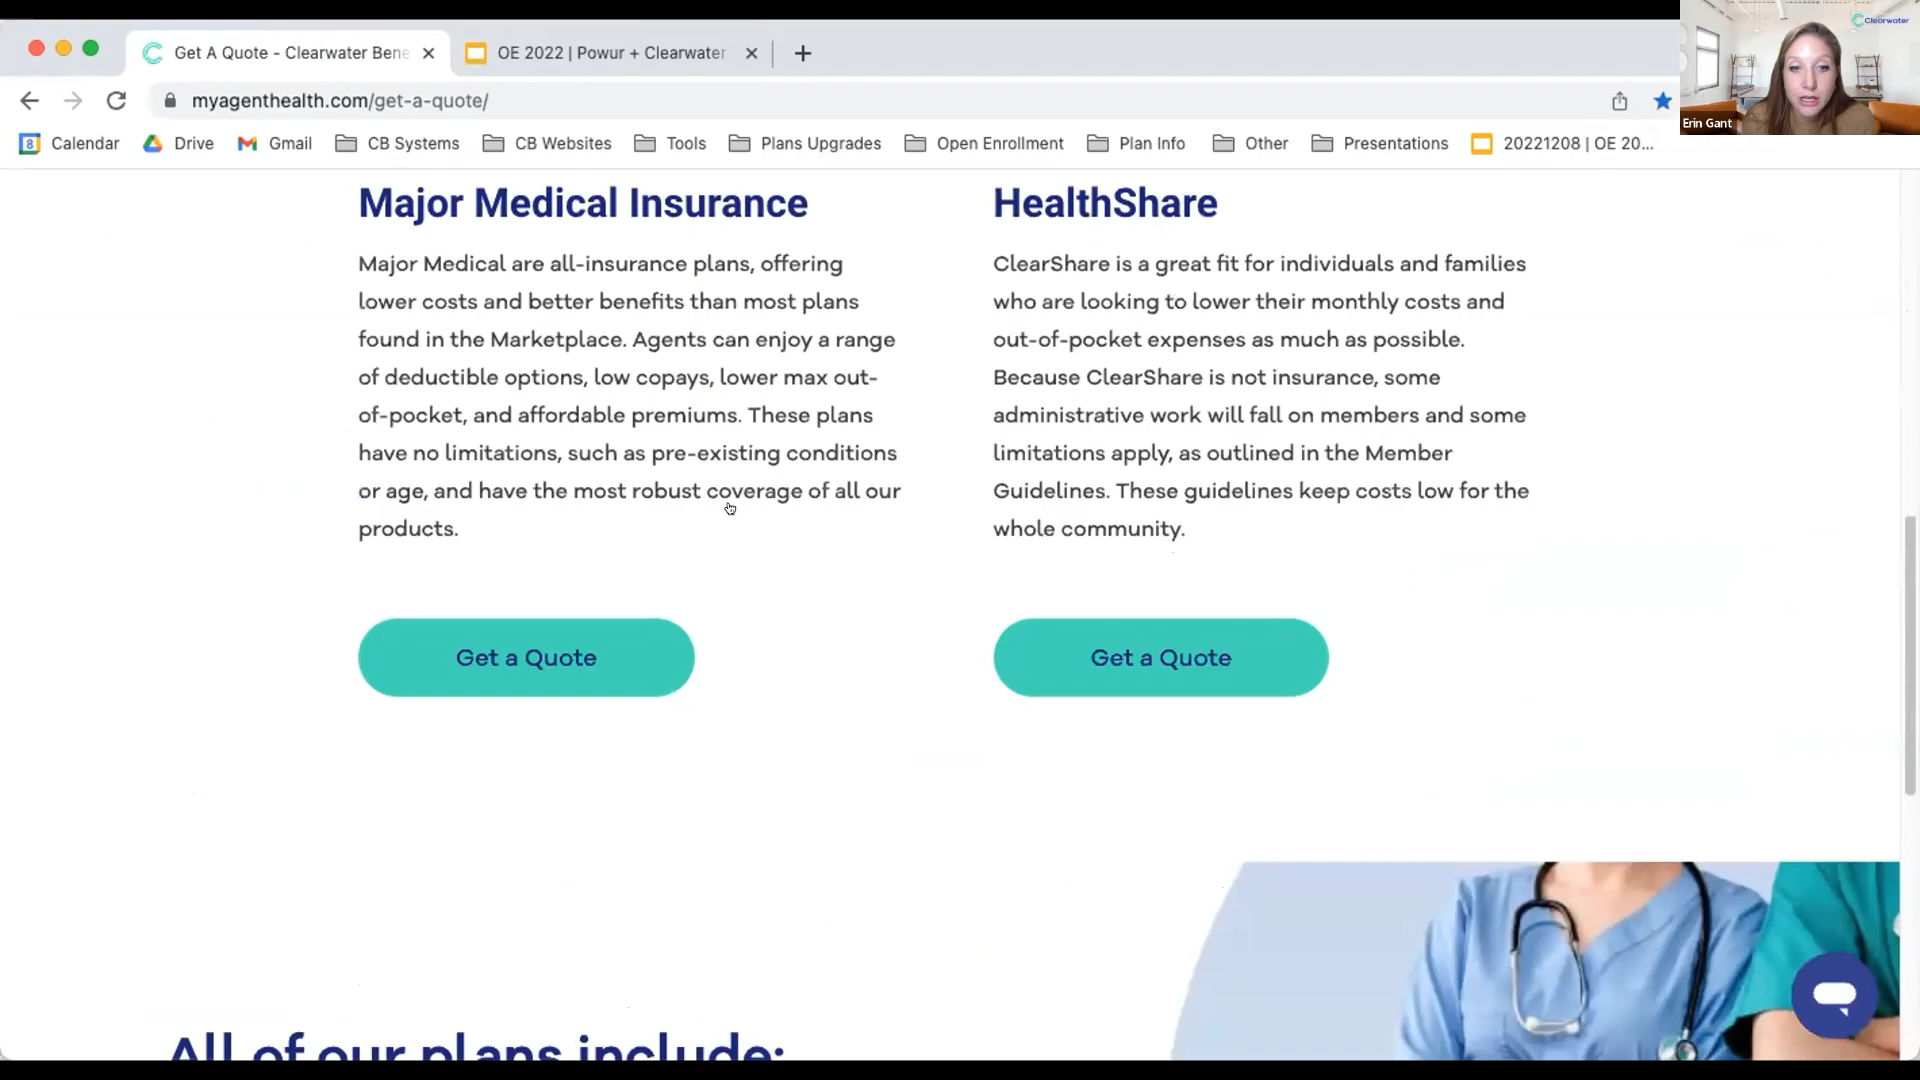 Get A Quote - Clearwater Bene
OE 2022 | Powur + Clearwater
Clearwater
myagenthealth.com/get-a-quote/
Erin Gant
8 Calendar Drive Gmail CB Systems CB Websites Tools Plans Upgrades Open Enrollment Plan Info Other Presentations 20221208 | OE 20...
Major Medical Insurance
Major Medical are all-insurance plans, offering
lower costs and better benefits than most plans
found in the Marketplace. Agents can enjoy a range
of deductible options, low copays, lower max out-
of-pocket, and affordable premiums. These plans
have no limitations, such as pre-existing conditions
or age, and have the most robust coverage of all our
products.
Get a Quote
HealthShare
ClearShare is a great fit for individuals and families
who are looking to lower their monthly costs and
out-of-pocket expenses as much as possible.
Because ClearShare is not insurance, some
administrative work will fall on members and some
limitations apply, as outlined in the Member
Guidelines. These guidelines keep costs low for the
whole community.
Get a Quote
All of our plans include: